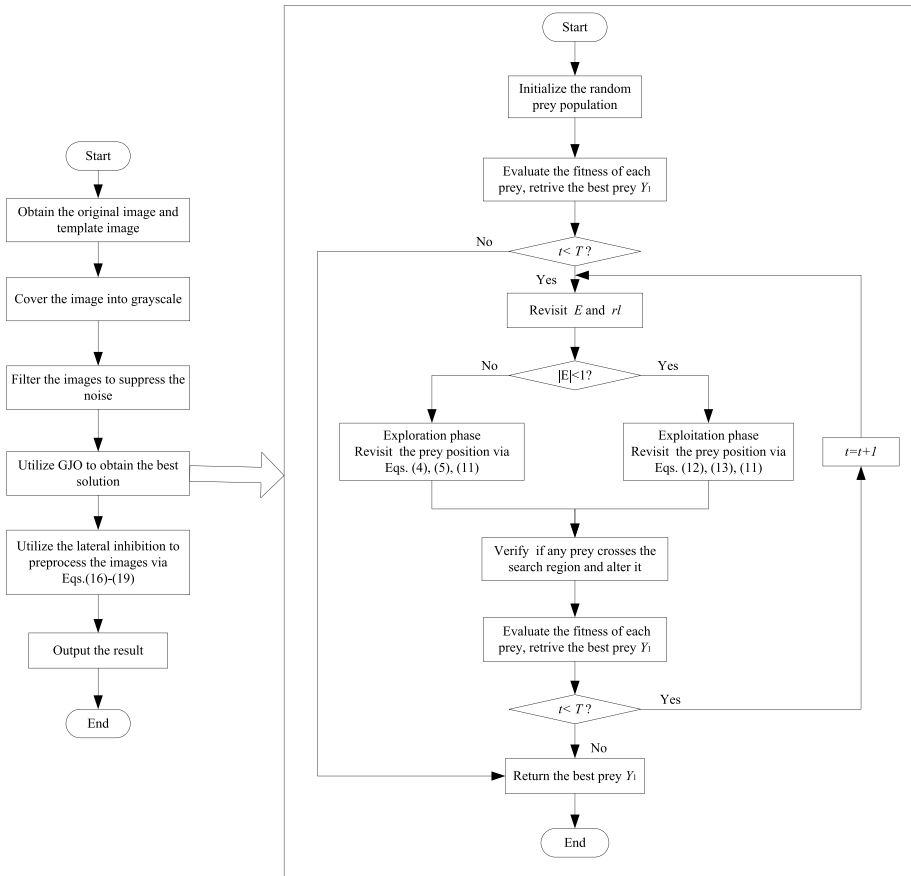 Start
Obtain the original image and
template image
Cover the image into grayscale
Filter the images to suppress the
noise
Utilize GJO to obtain the best
solution
Utilize the lateral inhibition to
preprocess the images via
Eqs.(16)-(19)
Output the result
End
Start
Initialize the random
prey population
Evaluate the fitness of each
prey, retrive the best prey Y1
t< T ?
No
Yes
Revisit E and rl
|E|<1?
No
Yes
Exploration phase
Revisit the prey position via
Eqs. (4), (5), (11)
Exploitation phase
Revisit the prey position via
Eqs. (12), (13), (11)
t=t+1
Verify if any prey crosses the
search region and alter it
Evaluate the fitness of each
prey, retrive the best prey Y1
t< T ?
Yes
No
Return the best prey Y1
End